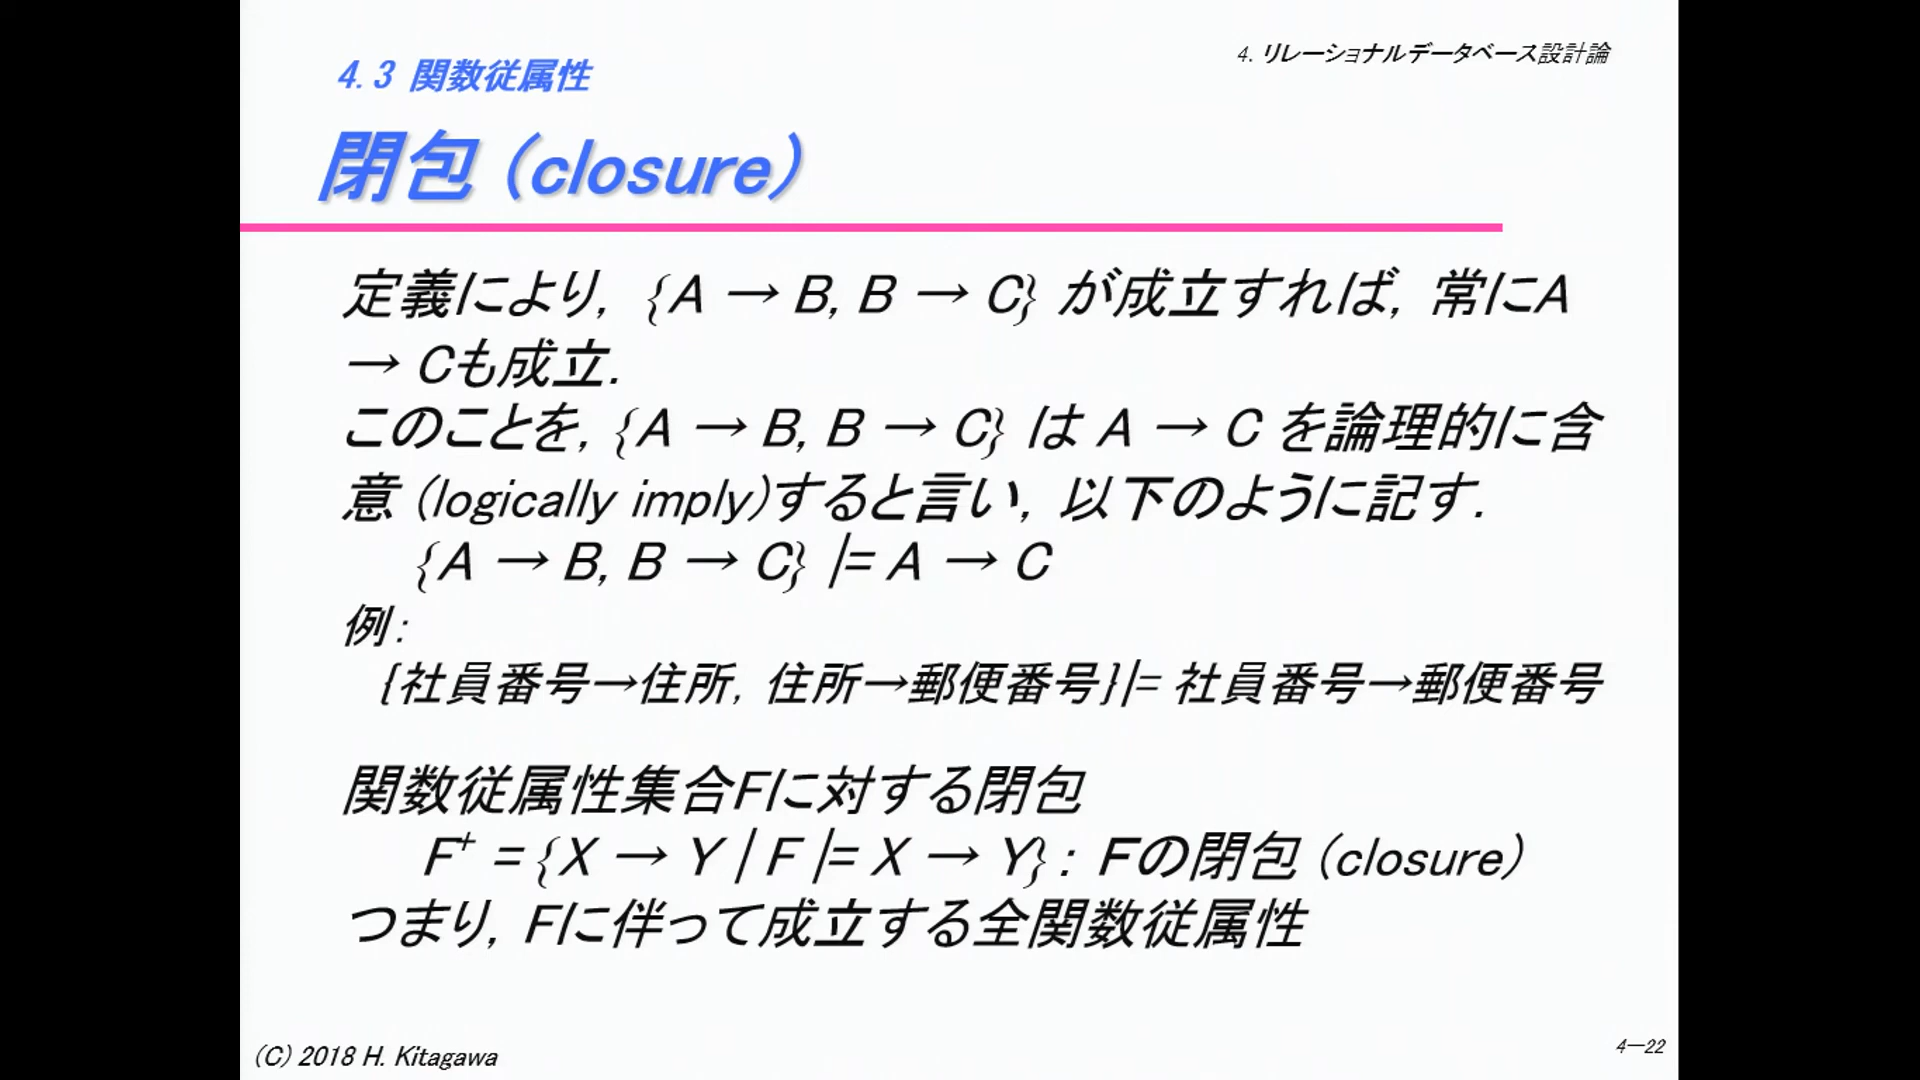 4. リレーショナルデータベース設計論
4.3 関数従属性
閉包 (closure)
定義により, {A → B, B → C} が成立すれば, 常にA
→ Cも成立.
このことを, {A → B, B → C} は A → C を論理的に含
意 (logically imply)すると言い, 以下のように記す.
{A → B, B → C} |= A → C
例:
{社員番号→住所, 住所→郵便番号}|= 社員番号→郵便番号
関数従属性集合Fに対する閉包
F⁺ = {X → Y | F |= X → Y} : Fの閉包 (closure)
つまり, Fに伴って成立する全関数従属性
(C) 2018 H. Kitagawa
4―22